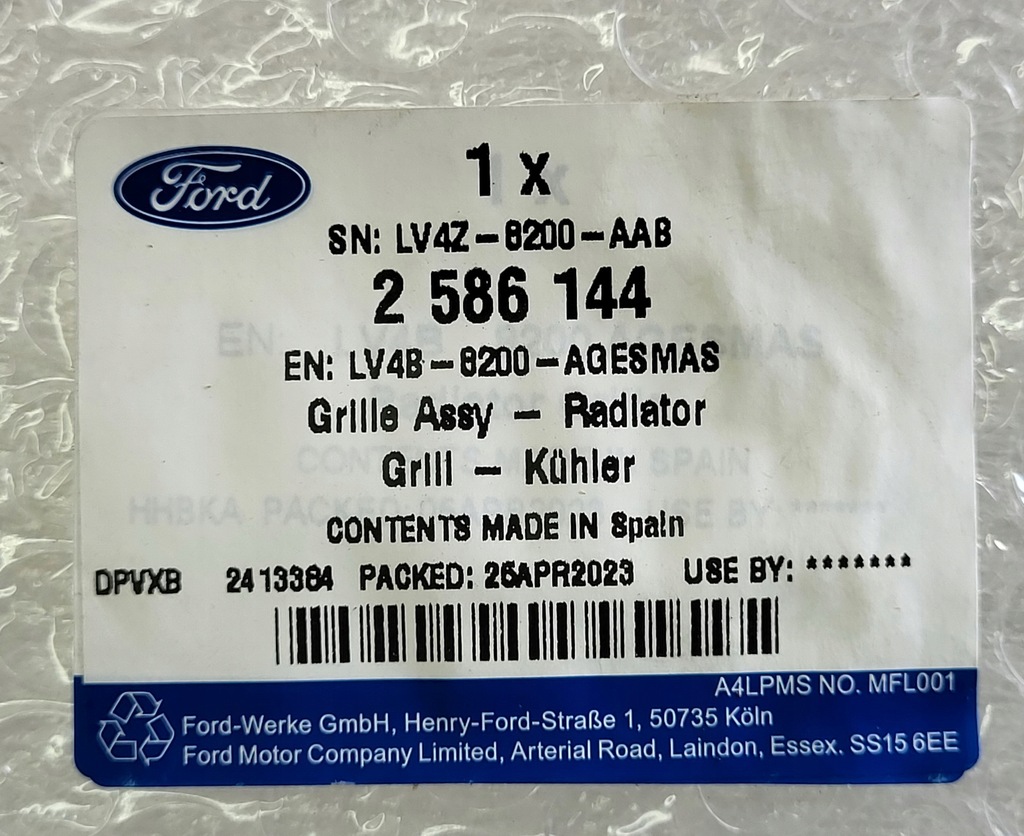 Ford
1 x
SN: LV4Z-8200-AAB
2 586 144
EN: LV4B-8200-AGESMAS
Grille Assy - Radiator
Grill - Kühler
CONTENTS MADE IN Spain
DPVXB 2413384 PACKED: 26APR2023 USE BY: *******
A4LPMS NO. MFL001
Ford-Werke GmbH, Henry-Ford-Straße 1, 50735 Köln
Ford Motor Company Limited, Arterial Road, Laindon, Essex. SS15 6EE